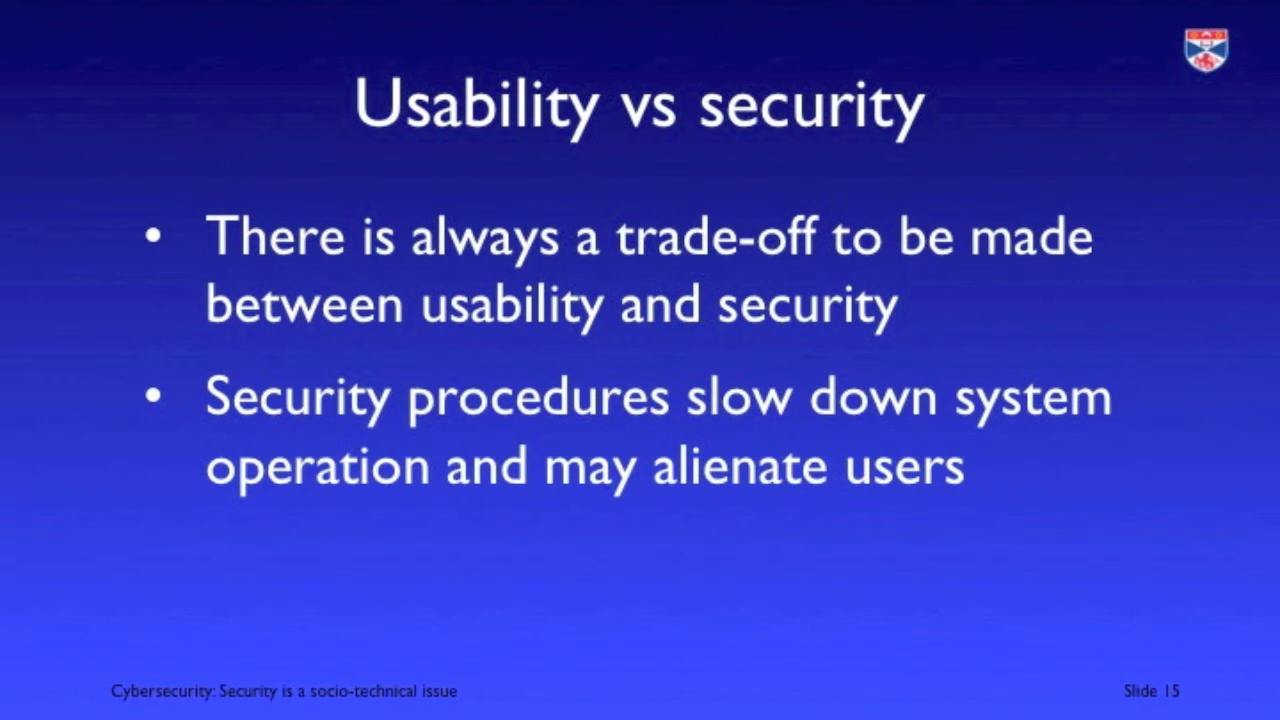 Usability vs security
• There is always a trade-off to be made
between usability and security
• Security procedures slow down system
operation and may alienate users
Cybersecurity: Security is a socio-technical issue
Slide 15